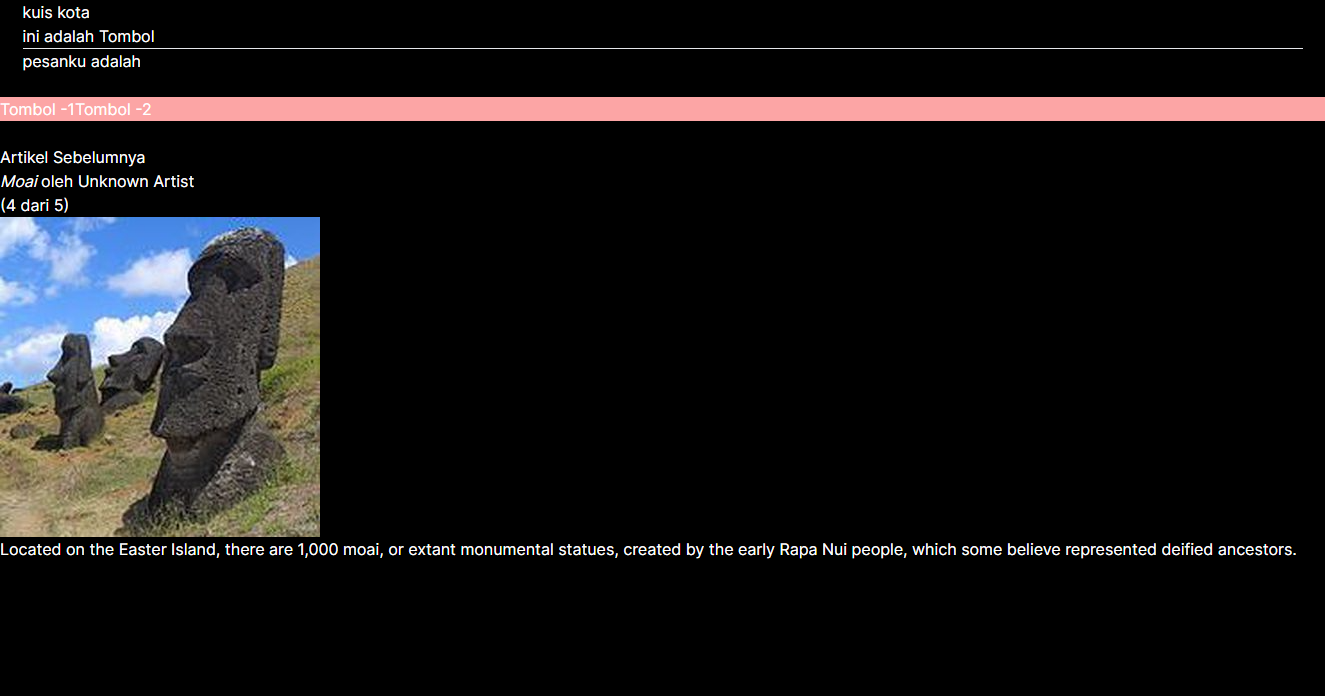 kuis kota
ini adalah Tombol
pesanku adalah
Tombol -1Tombol -2
Artikel Sebelumnya
Moai oleh Unknown Artist
(4 dari 5)
Located on the Easter Island, there are 1,000 moai, or extant monumental statues, created by the early Rapa Nui people, which some believe represented deified ancestors.